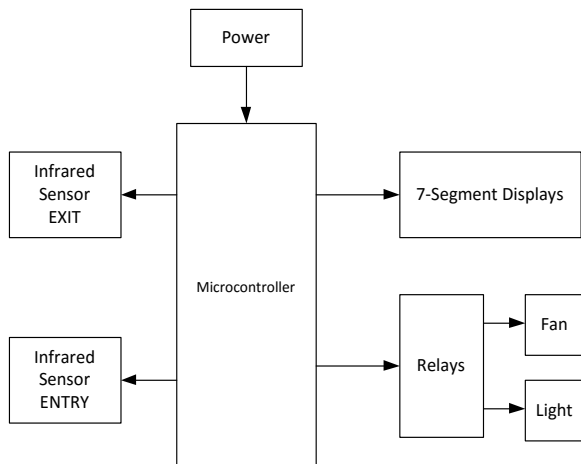 Power
Infrared
Sensor
EXIT
7-Segment Displays
Microcontroller
Infrared
Sensor
ENTRY
Relays
Fan
Light